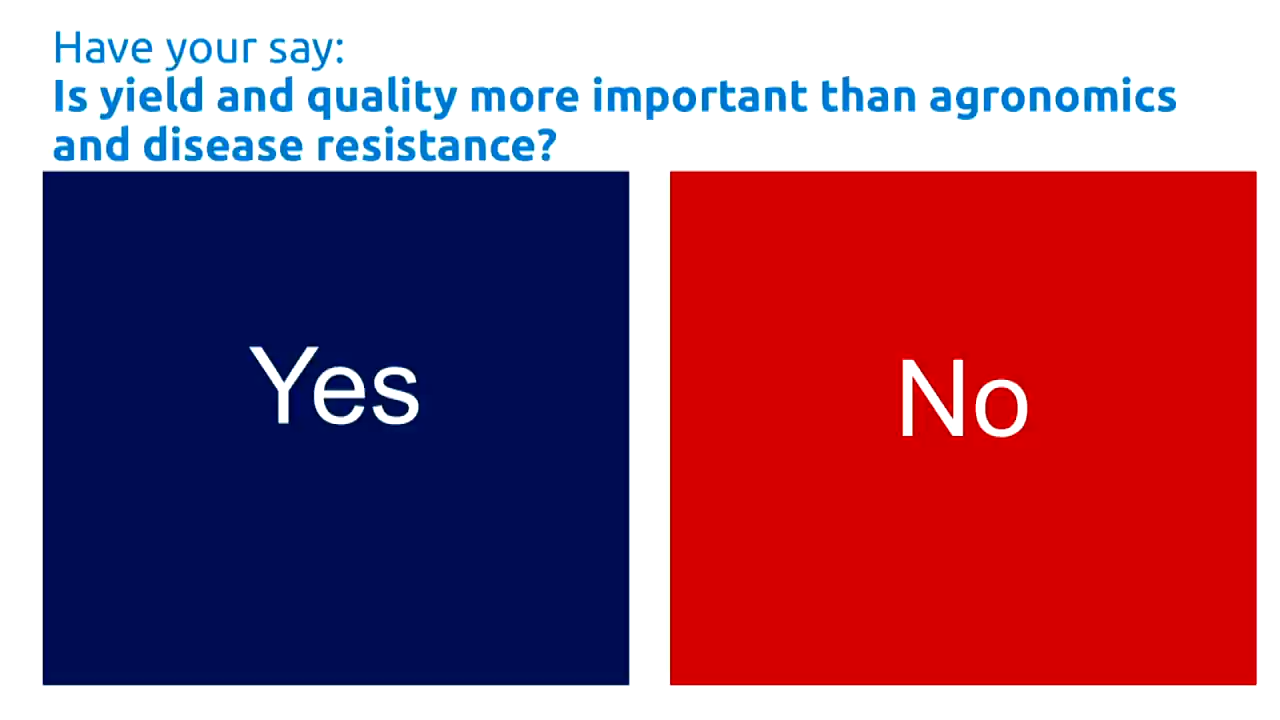 Have your say:
Is yield and quality more important than agronomics
and disease resistance?
Yes
No